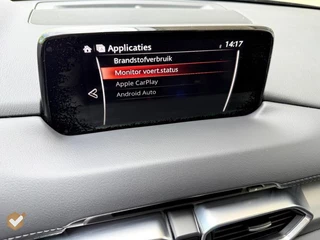 Applicaties
14:17
Brandstofverbruik
Monitor voert.status
Apple CarPlay
Android Auto